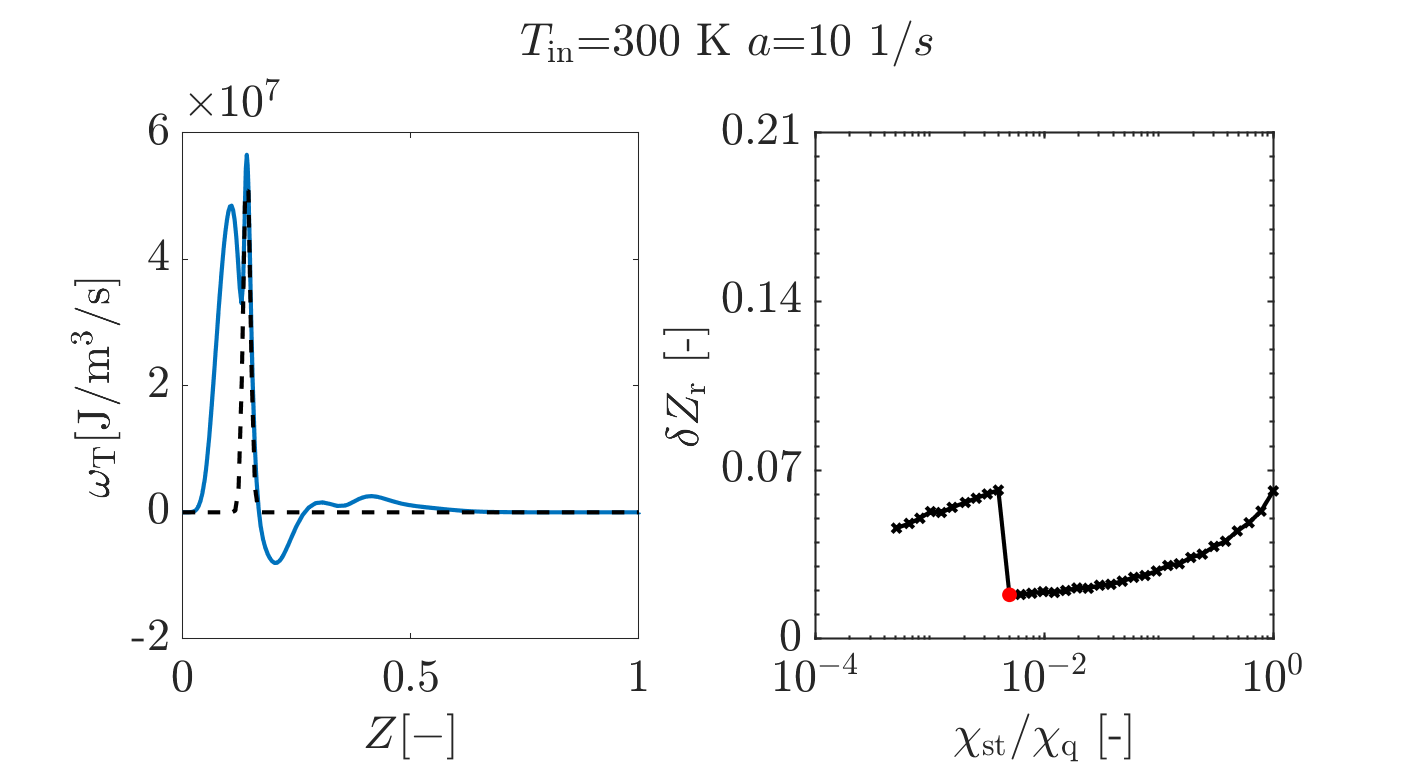 T_in=300 K a=10 1/s
×10^7
6
4
2
0
-2
0 0.5 1
Z[−]
ω_T[J/m^3/s]
0.21
0.14
0.07
0
10^−4 10^−2 10^0
χ_st/χ_q [-]
δZ_r [-]